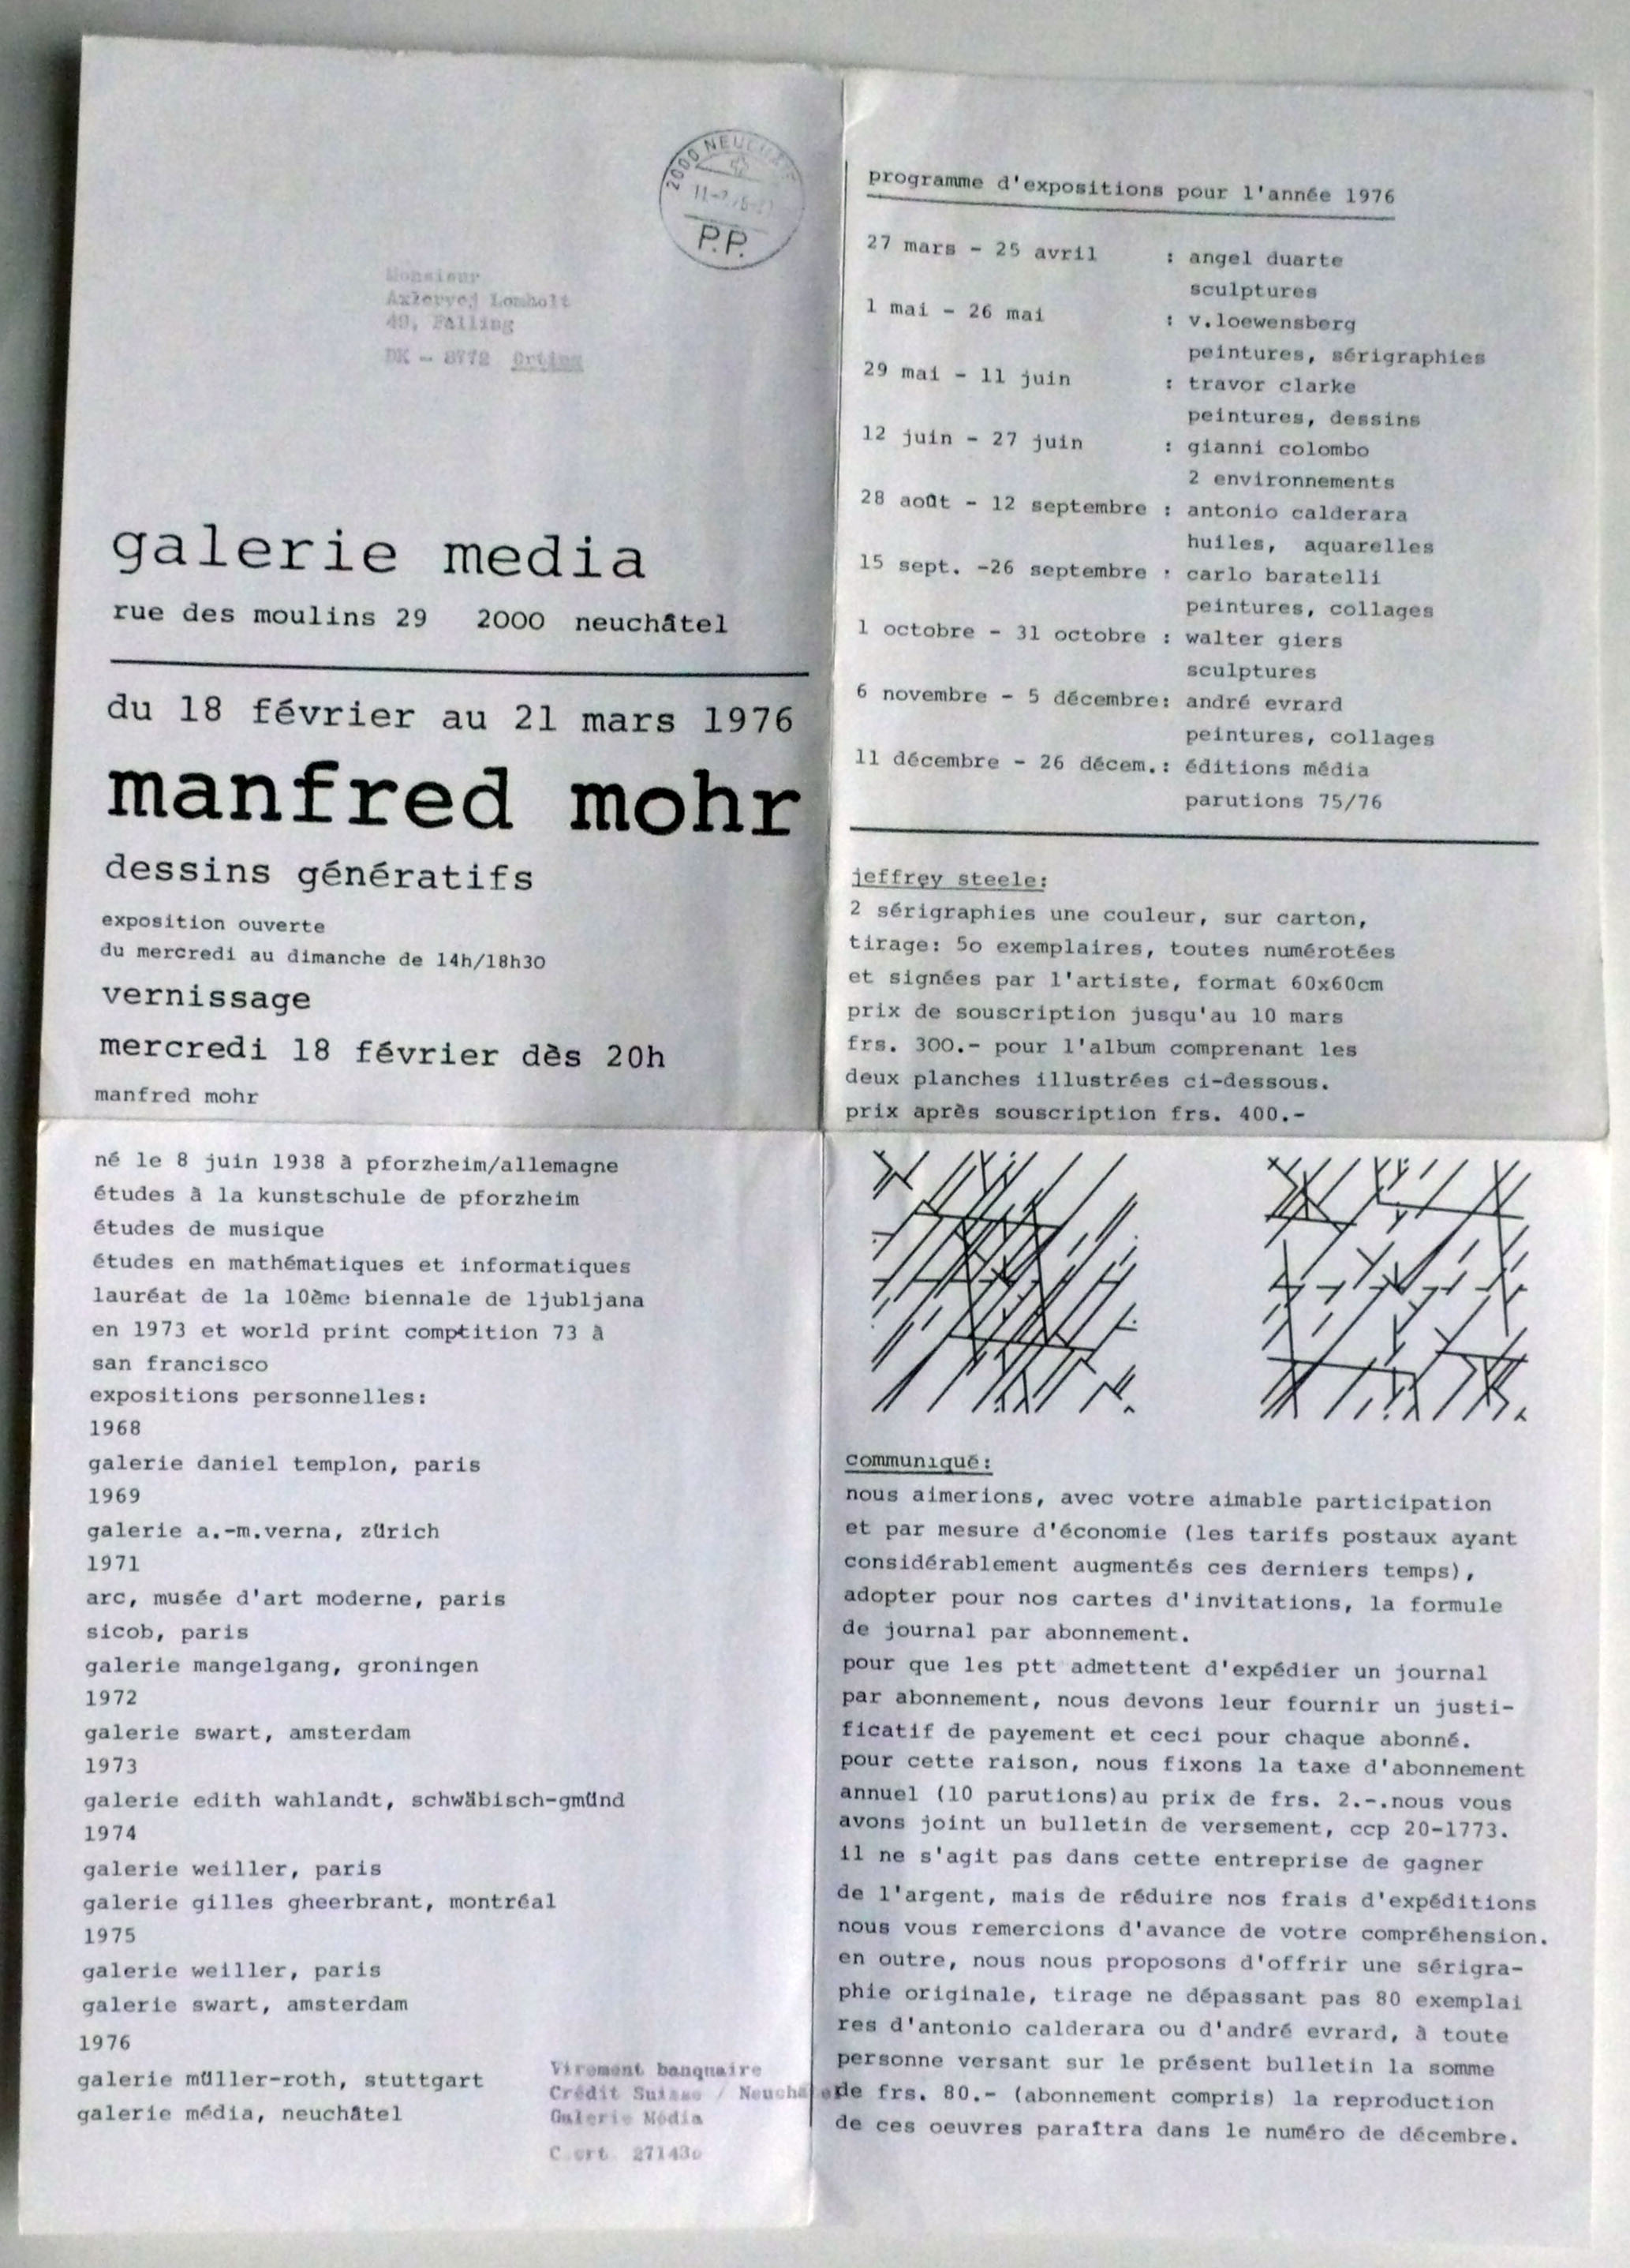 2000 NEUCHÂTEL
P.P.
Monsieur
Lomholt
Falling
DK - 8772
galerie media
rue des moulins 29 2000 neuchâtel
du 18 février au 21 mars 1976
manfred mohr
dessins génératifs
exposition ouverte
du mercredi au dimanche de 14h/18h30
vernissage
mercredi 18 février dès 20h
manfred mohr
né le 8 juin 1938 à pforzheim/allemagne
études à la kunstschule de pforzheim
études de musique
études en mathématiques et informatiques
lauréat de la 10ème biennale de ljubljana
en 1973 et world print comptition 73 à
san francisco
expositions personnelles:
1968
galerie daniel templon, paris
1969
galerie a.-m.verna, zürich
1971
arc, musée d'art moderne, paris
sicob, paris
galerie mangelgang, groningen
1972
galerie swart, amsterdam
1973
galerie edith wahlandt, schwäbisch-gmünd
1974
galerie weiller, paris
galerie gilles gheerbrant, montréal
1975
galerie weiller, paris
galerie swart, amsterdam
1976
galerie müller-roth, stuttgart
galerie média, neuchâtel
Virement banquaire
Crédit Suisse / Neuchâtel
Galerie Média
programme d'expositions pour l'année 1976
27 mars - 25 avril : angel duarte
sculptures
1 mai - 26 mai : v.loewensberg
peintures, sérigraphies
29 mai - 11 juin : travor clarke
peintures, dessins
12 juin - 27 juin : gianni colombo
2 environnements
28 août - 12 septembre : antonio calderara
huiles, aquarelles
15 sept. -26 septembre : carlo baratelli
peintures, collages
1 octobre - 31 octobre : walter giers
sculptures
6 novembre - 5 décembre: andré evrard
peintures, collages
11 décembre - 26 décem.: éditions média
parutions 75/76
jeffrey steele:
2 sérigraphies une couleur, sur carton,
tirage: 5o exemplaires, toutes numérotées
et signées par l'artiste, format 60x60cm
prix de souscription jusqu'au 10 mars
frs. 300.- pour l'album comprenant les
deux planches illustrées ci-dessous.
prix après souscription frs. 400.-
communiqué:
nous aimerions, avec votre aimable participation
et par mesure d'économie (les tarifs postaux ayant
considérablement augmentés ces derniers temps),
adopter pour nos cartes d'invitations, la formule
de journal par abonnement.
pour que les ptt admettent d'expédier un journal
par abonnement, nous devons leur fournir un justi-
ficatif de payement et ceci pour chaque abonné.
pour cette raison, nous fixons la taxe d'abonnement
annuel (10 parutions)au prix de frs. 2.-.nous vous
avons joint un bulletin de versement, ccp 20-1773.
il ne s'agit pas dans cette entreprise de gagner
de l'argent, mais de réduire nos frais d'expéditions
nous vous remercions d'avance de votre compréhension.
en outre, nous nous proposons d'offrir une sérigra-
phie originale, tirage ne dépassant pas 80 exemplai
res d'antonio calderara ou d'andré evrard, à toute
personne versant sur le présent bulletin la somme
de frs. 80.- (abonnement compris) la reproduction
de ces oeuvres paraîtra dans le numéro de décembre.